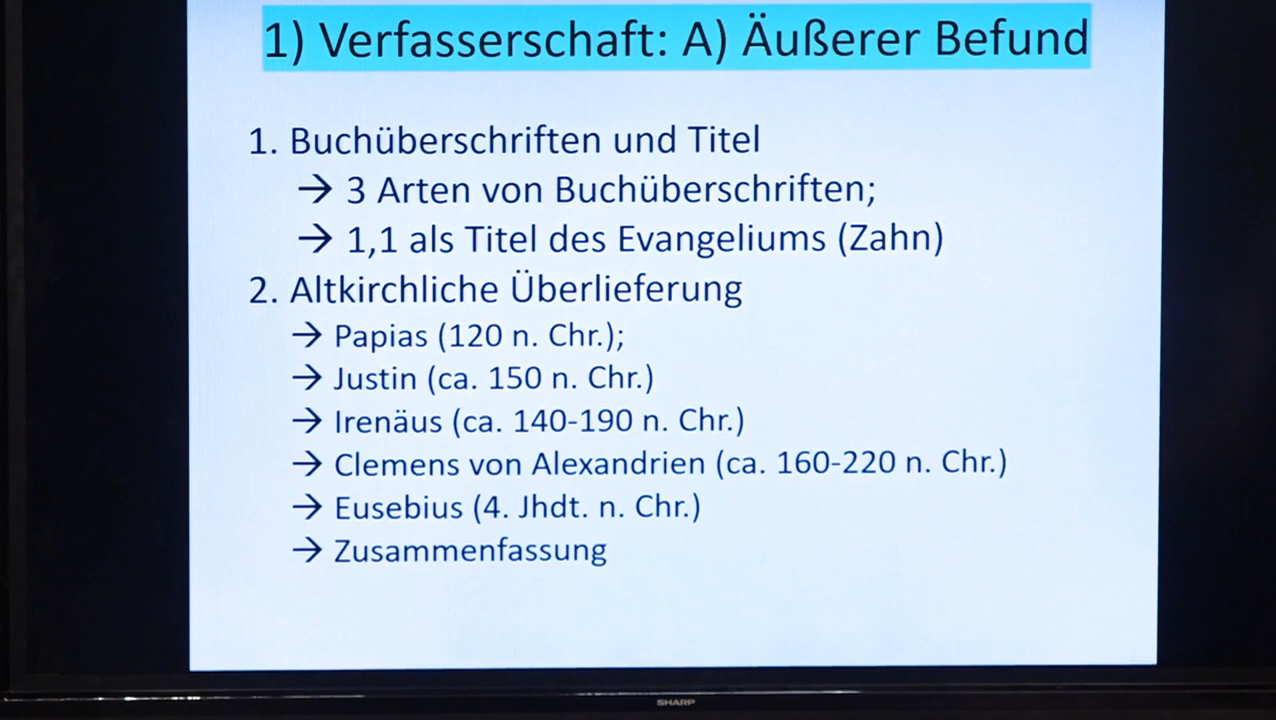 1) Verfasserschaft: A) Äußerer Befund
1. Buchüberschriften und Titel
→ 3 Arten von Buchüberschriften;
→ 1,1 als Titel des Evangeliums (Zahn)
2. Altkirchliche Überlieferung
→ Papias (120 n. Chr.);
→ Justin (ca. 150 n. Chr.)
→ Irenäus (ca. 140-190 n. Chr.)
→ Clemens von Alexandrien (ca. 160-220 n. Chr.)
→ Eusebius (4. Jhdt. n. Chr.)
→ Zusammenfassung
SHARP